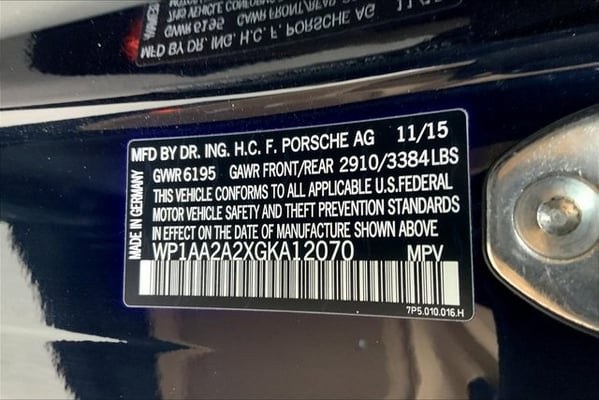 MFD BY DR. ING. H.C. F. PORSCHE AG 11/15
GVWR 6195 GAWR FRONT/REAR 2910/3384LBS
THIS VEHICLE CONFORMS TO ALL APPLICABLE U.S.FEDERAL
MOTOR VEHICLE SAFETY AND THEFT PREVENTION STANDARDS
IN EFFECT ON THE DATE OF MANUFACTURE SHOWN ABOVE
WP1AA2A2XGKA12070 MPV
7P5.010.016.H
MADE IN GERMANY